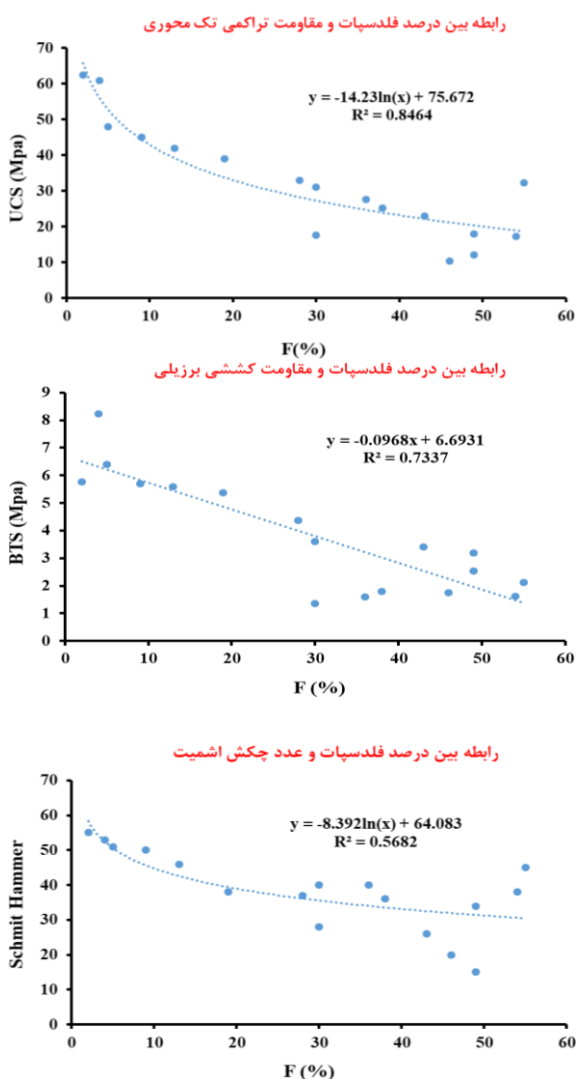 رابطه بین درصد فلدسپات و مقاومت تراکمی تک محوری
70
60
50
40
30
20
10
0
UCS (Mpa)
y = -14.23ln(x) + 75.672
R² = 0.8464
0 10 20 30 40 50 60
F(%)
رابطه بین درصد فلدسپات و مقاومت کششی برزیلی
9
8
7
6
5
4
3
2
1
0
BTS (Mpa)
y = -0.0968x + 6.6931
R² = 0.7337
0 10 20 30 40 50 60
F (%)
رابطه بین درصد فلدسپات و عدد چکش اشمیت
70
60
50
40
30
20
10
0
Schmit Hammer
y = -8.392ln(x) + 64.083
R² = 0.5682
0 10 20 30 40 50 60
F (%)